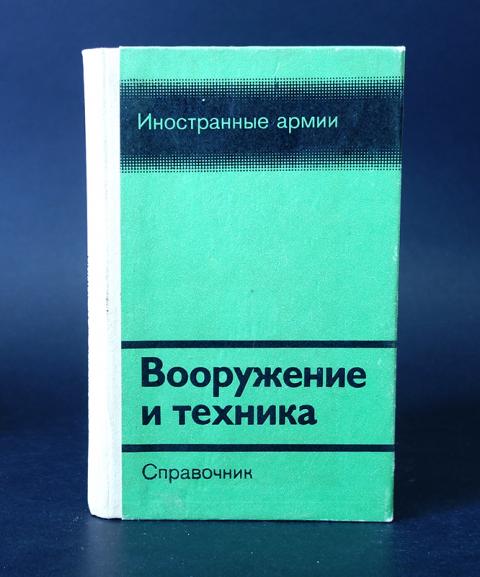 Иностранные армии
Вооружение
и техника
Справочник